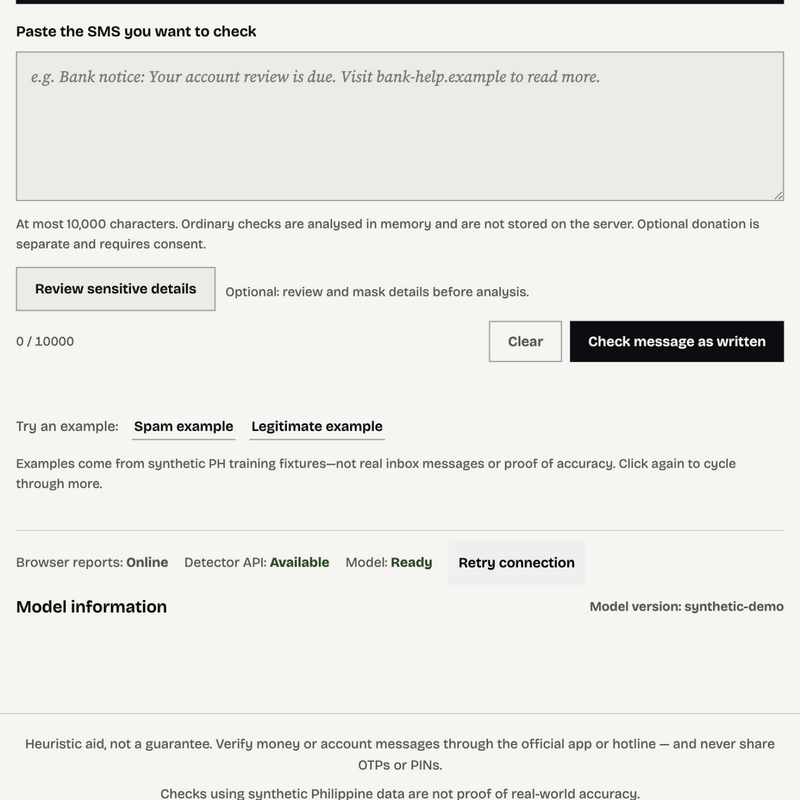 Paste the SMS you want to check
e.g. Bank notice: Your account review is due. Visit bank-help.example to read more.
At most 10,000 characters. Ordinary checks are analysed in memory and are not stored on the server. Optional donation is
separate and requires consent.
Review sensitive details
Optional: review and mask details before analysis.
0 / 10000
Clear
Check message as written
Try an example:
Spam example
Legitimate example
Examples come from synthetic PH training fixtures—not real inbox messages or proof of accuracy. Click again to cycle
through more.
Browser reports: Online
Detector API: Available
Model: Ready
Retry connection
Model information
Model version: synthetic-demo
Heuristic aid, not a guarantee. Verify money or account messages through the official app or hotline — and never share
OTPs or PINs.
Checks using synthetic Philippine data are not proof of real-world accuracy.